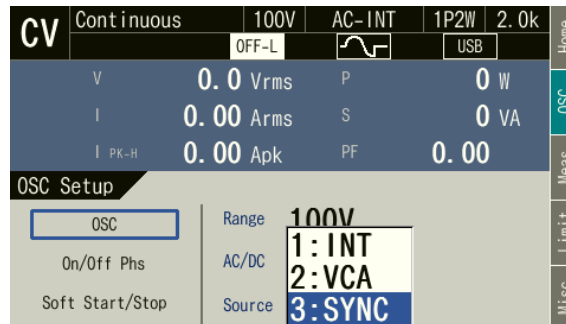 CV
Continuous
100V
AC-INT
1P2W
2.0k
OFF-L
USB
V 0.0 Vrms P 0 W
I 0.00 Arms S 0 VA
I PK-H 0.00 Apk PF 0.00
OSC Setup
OSC
Range 100V
On/Off Phs
AC/DC
Soft Start/Stop
Source
1:INT
2:VCA
3:SYNC
Home
OSC
Meas
Limit
Misc